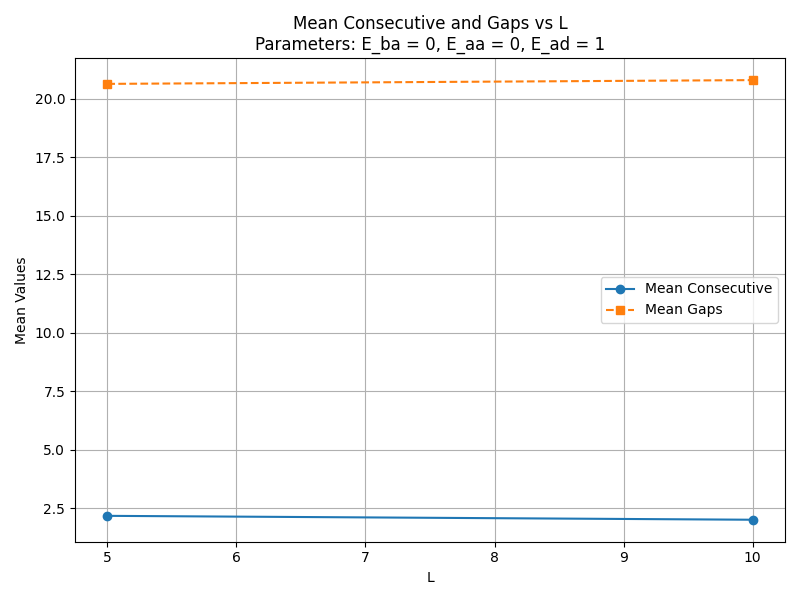 Mean Consecutive and Gaps vs L
Parameters: E_ba = 0, E_aa = 0, E_ad = 1
Mean Values
20.0
17.5
15.0
12.5
10.0
7.5
5.0
2.5
Mean Consecutive
Mean Gaps
5
6
7
8
9
10
L